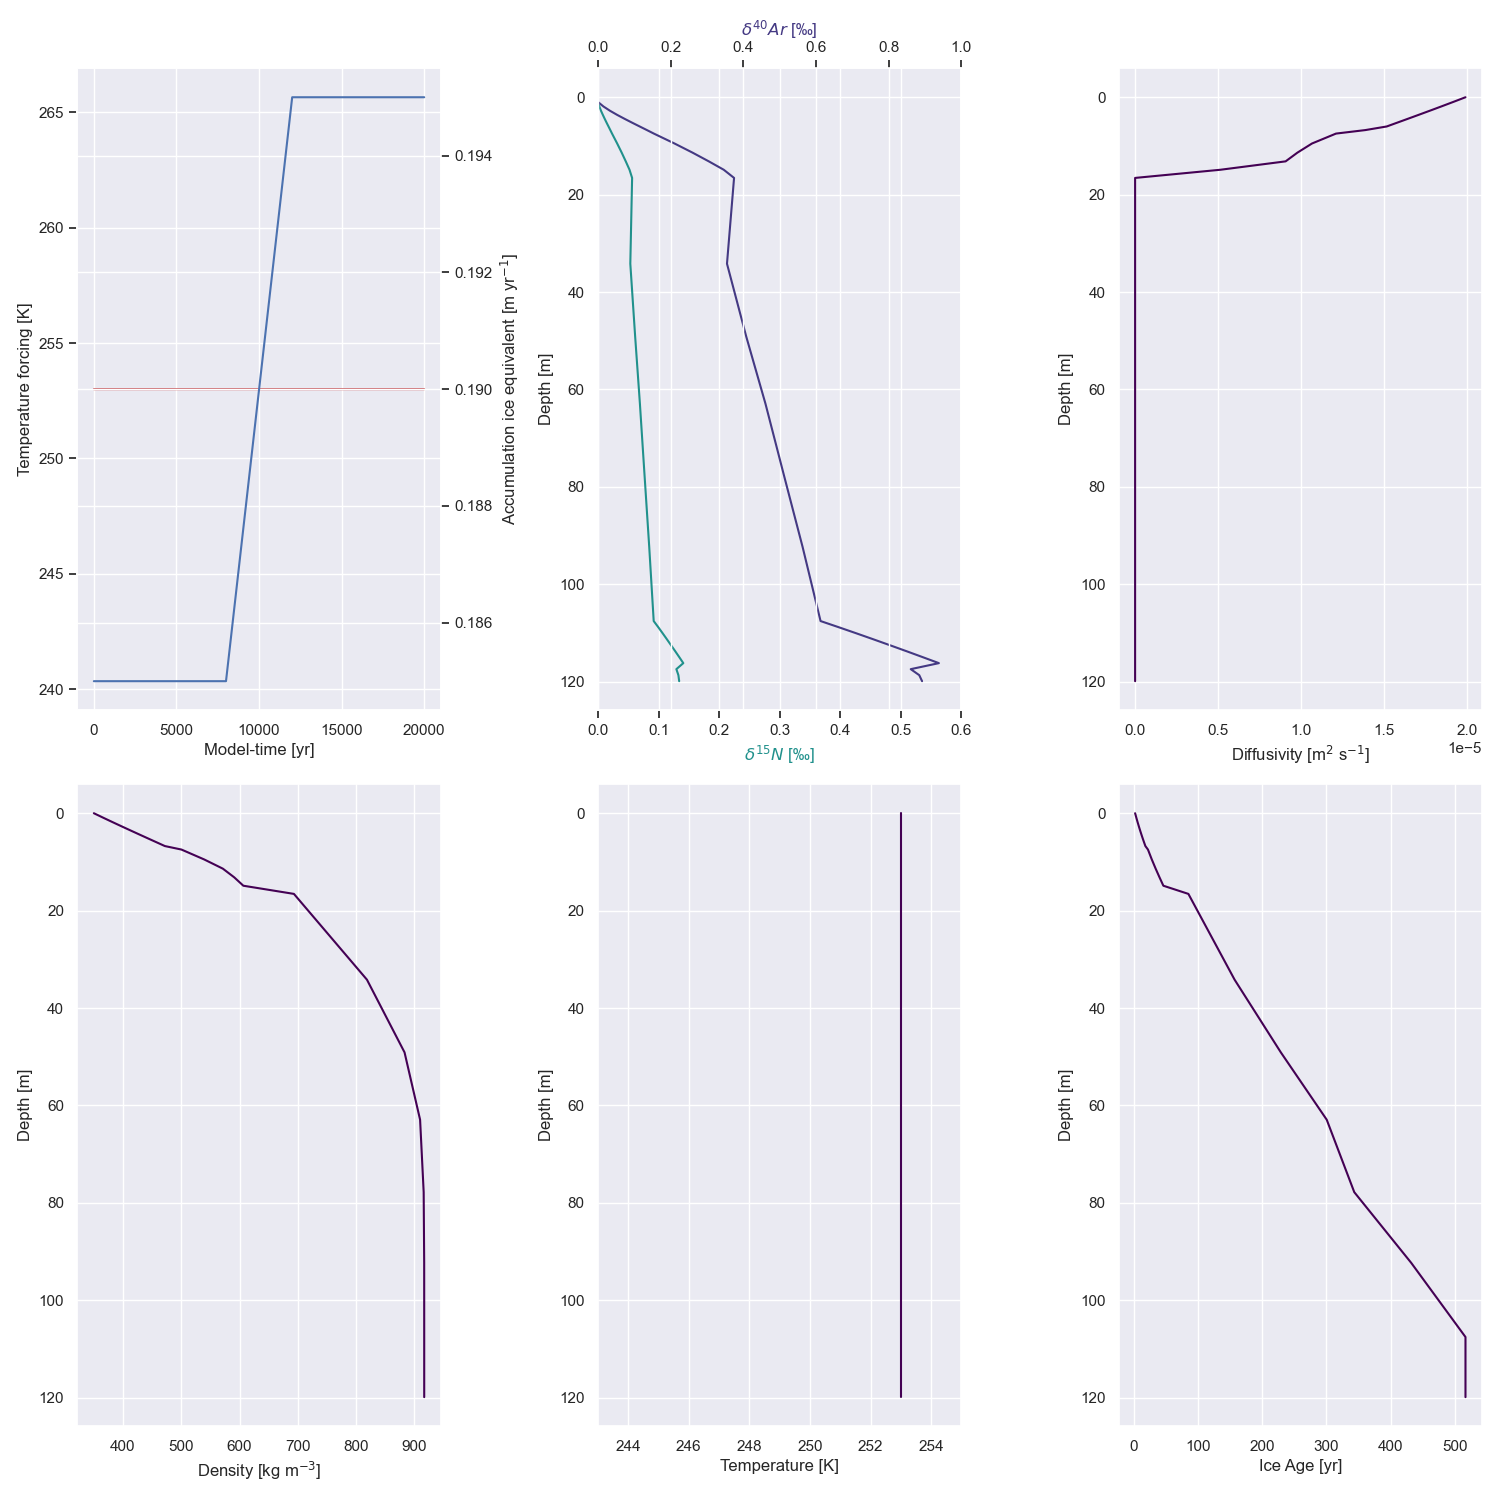 Temperature forcing [K]
265
260
255
250
245
240
0 5000 10000 15000 20000
Model-time [yr]
0.194
0.192
0.190
0.188
0.186
Accumulation ice equivalent [m yr⁻¹]
δ⁴⁰Ar [‰]
0.0 0.2 0.4 0.6 0.8 1.0
Depth [m]
0
20
40
60
80
100
120
0.0 0.1 0.2 0.3 0.4 0.5 0.6
δ¹⁵N [‰]
Depth [m]
0
20
40
60
80
100
120
0.0 0.5 1.0 1.5 2.0
1e−5
Diffusivity [m² s⁻¹]
Depth [m]
0
20
40
60
80
100
120
400 500 600 700 800 900
Density [kg m⁻³]
Depth [m]
0
20
40
60
80
100
120
244 246 248 250 252 254
Temperature [K]
Depth [m]
0
20
40
60
80
100
120
0 100 200 300 400 500
Ice Age [yr]